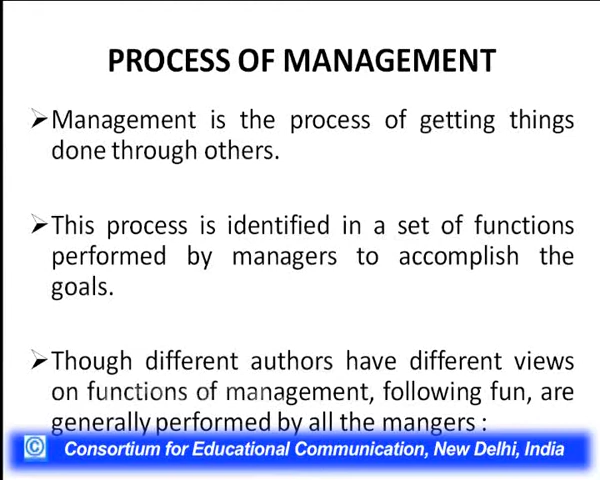 PROCESS OF MANAGEMENT
➢Management is the process of getting things
done through others.
➢This process is identified in a set of functions
performed by managers to accomplish the
goals.
➢Though different authors have different views
on functions of management, following fun, are
generally performed by all the mangers :
© Consortium for Educational Communication, New Delhi, India